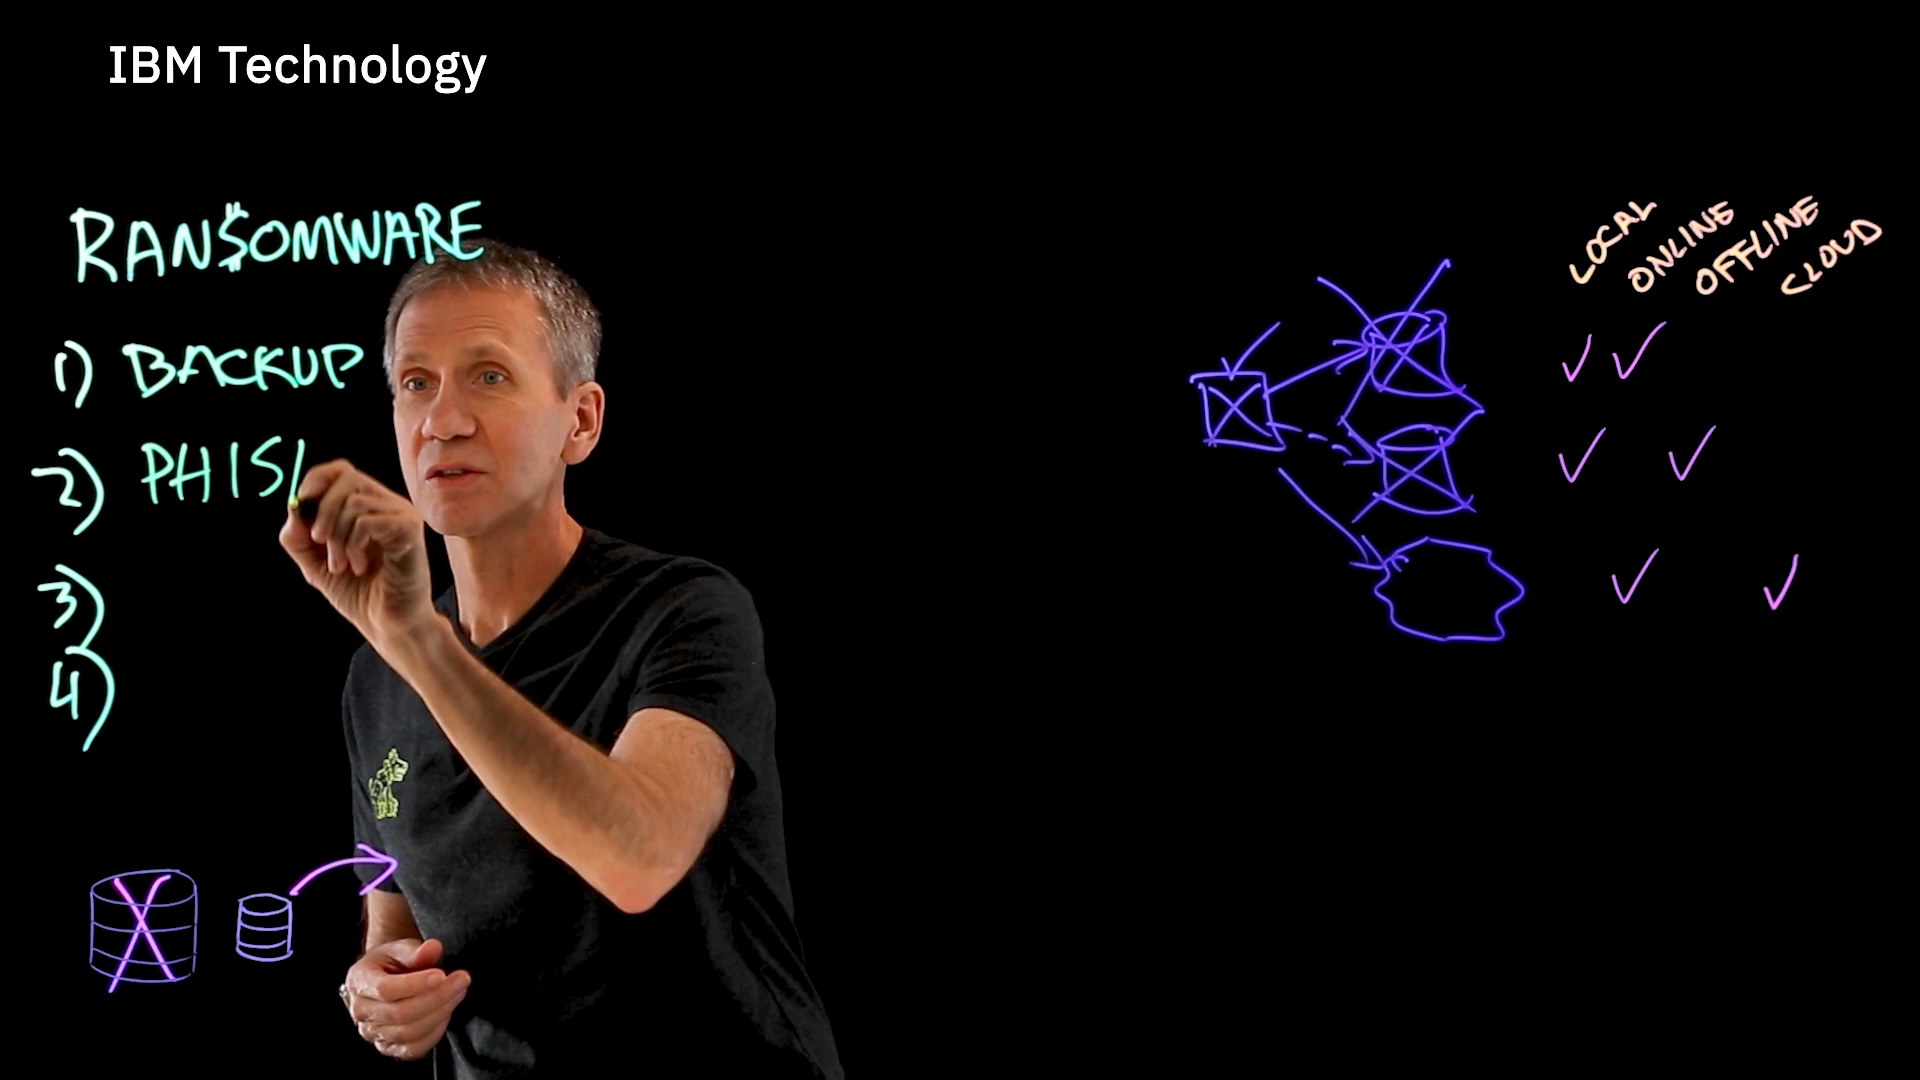 IBM Technology
RAN$OMWARE
1) BACKUP
2) PHIS
3)
4)
LOCAL
ONLINE
OFFLINE
CLOUD